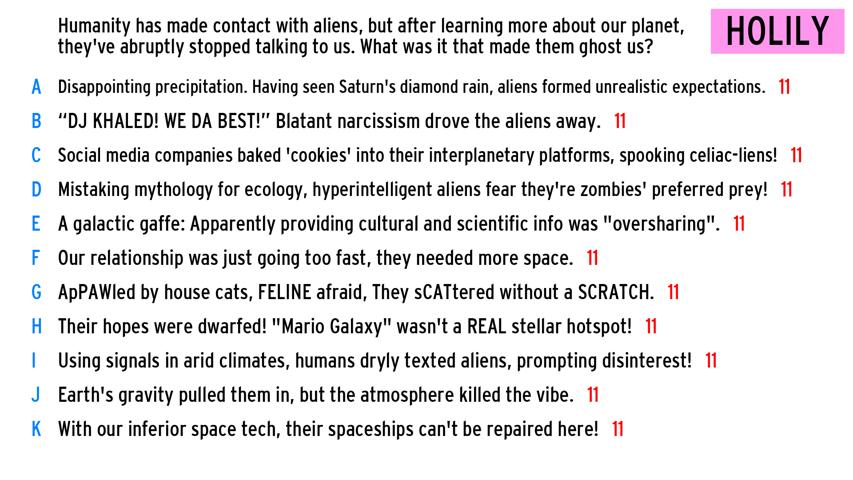 Humanity has made contact with aliens, but after learning more about our planet,
they've abruptly stopped talking to us. What was it that made them ghost us?
HOLILY
A Disappointing precipitation. Having seen Saturn's diamond rain, aliens formed unrealistic expectations. 11
B “DJ KHALED! WE DA BEST!” Blatant narcissism drove the aliens away. 11
C Social media companies baked 'cookies' into their interplanetary platforms, spooking celiac-liens! 11
D Mistaking mythology for ecology, hyperintelligent aliens fear they're zombies' preferred prey! 11
E A galactic gaffe: Apparently providing cultural and scientific info was "oversharing". 11
F Our relationship was just going too fast, they needed more space. 11
G ApPAWled by house cats, FELINE afraid, They sCATtered without a SCRATCH. 11
H Their hopes were dwarfed! "Mario Galaxy" wasn't a REAL stellar hotspot! 11
I Using signals in arid climates, humans dryly texted aliens, prompting disinterest! 11
J Earth's gravity pulled them in, but the atmosphere killed the vibe. 11
K With our inferior space tech, their spaceships can't be repaired here! 11